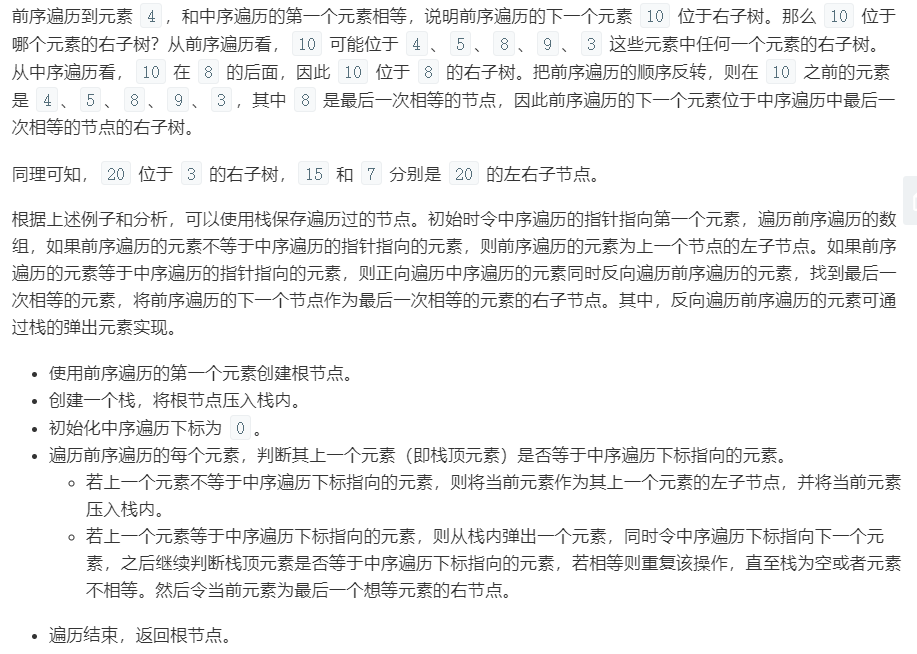 前序遍历到元素 4 ，和中序遍历的第一个元素相等，说明前序遍历的下一个元素 10 位于右子树。那么 10 位于
哪个元素的右子树？从前序遍历看， 10 可能位于 4 、 5 、 8 、 9 、 3 这些元素中任何一个元素的右子树。
从中序遍历看， 10 在 8 的后面，因此 10 位于 8 的右子树。把前序遍历的顺序反转，则在 10 之前的元素
是 4 、 5 、 8 、 9 、 3 ，其中 8 是最后一次相等的节点，因此前序遍历的下一个元素位于中序遍历中最后一
次相等的节点的右子树。
同理可知， 20 位于 3 的右子树， 15 和 7 分别是 20 的左右子节点。
根据上述例子和分析，可以使用栈保存遍历过的节点。初始时令中序遍历的指针指向第一个元素，遍历前序遍历的数
组，如果前序遍历的元素不等于中序遍历的指针指向的元素，则前序遍历的元素为上一个节点的左子节点。如果前序
遍历的元素等于中序遍历的指针指向的元素，则正向遍历中序遍历的元素同时反向遍历前序遍历的元素，找到最后一
次相等的元素，将前序遍历的下一个节点作为最后一次相等的元素的右子节点。其中，反向遍历前序遍历的元素可通
过栈的弹出元素实现。
• 使用前序遍历的第一个元素创建根节点。
• 创建一个栈，将根节点压入栈内。
• 初始化中序遍历下标为 0 。
• 遍历前序遍历的每个元素，判断其上一个元素（即栈顶元素）是否等于中序遍历下标指向的元素。
◦ 若上一个元素不等于中序遍历下标指向的元素，则将当前元素作为其上一个元素的左子节点，并将当前元素
压入栈内。
◦ 若上一个元素等于中序遍历下标指向的元素，则从栈内弹出一个元素，同时令中序遍历下标指向下一个元
素，之后继续判断栈顶元素是否等于中序遍历下标指向的元素，若相等则重复该操作，直至栈为空或者元素
不相等。然后令当前元素为最后一个想等元素的右节点。
• 遍历结束，返回根节点。